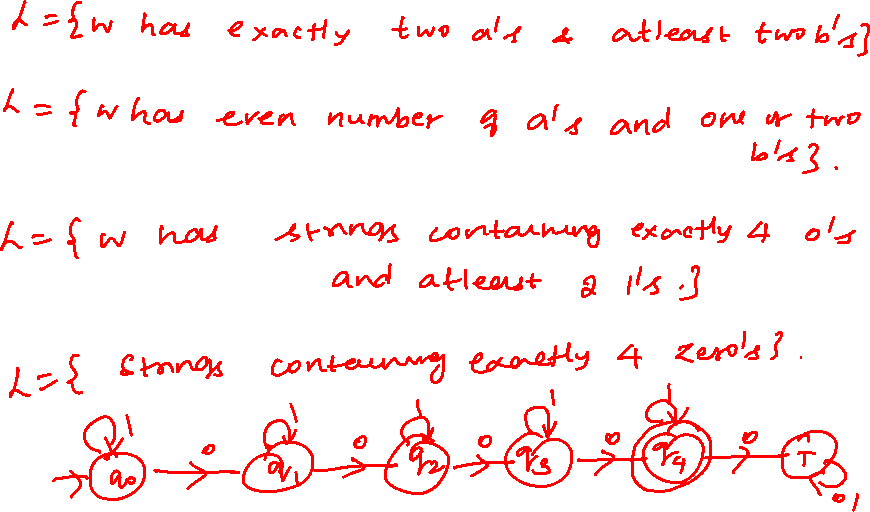 L = {w has exactly two a's & atleast two b's}
L = {w has even number of a's and one or two
b's}.
L = {w has strings containing exactly 4 0's
and atleast 2 1's.}
L = { strings containing exactly 4 zero's}.
1 1 1 1 1
0 0 0 0 0
q0 q1 q2 q3 q4 T
0 1